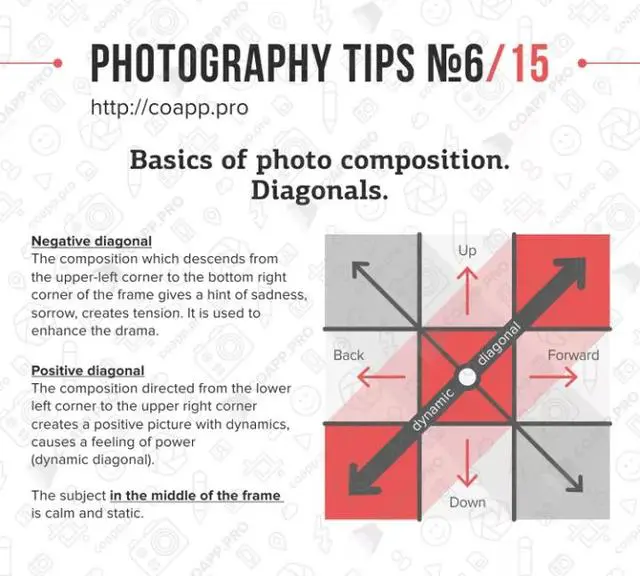 PHOTOGRAPHY TIPS №6/15
http://coapp.pro
Basics of photo composition.
Diagonals.
Negative diagonal
The composition which descends from
the upper-left corner to the bottom right
corner of the frame gives a hint of sadness,
sorrow, creates tension. It is used to
enhance the drama.
Positive diagonal
The composition directed from the lower
left corner to the upper right corner
creates a positive picture with dynamics,
causes a feeling of power
(dynamic diagonal).
The subject in the middle of the frame
is calm and static.
Up
Back
Forward
dynamic diagonal
Down